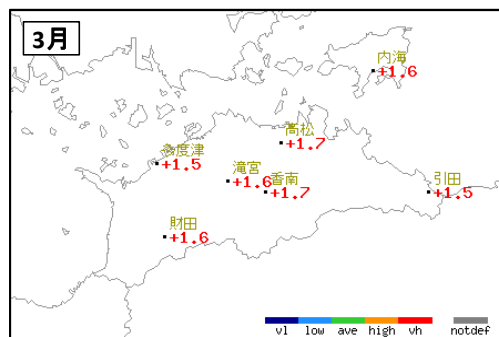 3月
内海
+1.6
高松
+1.7
多度津
+1.5
滝宮
+1.6
香南
+1.7
引田
+1.5
財田
+1.6
vl low ave high vh notdef